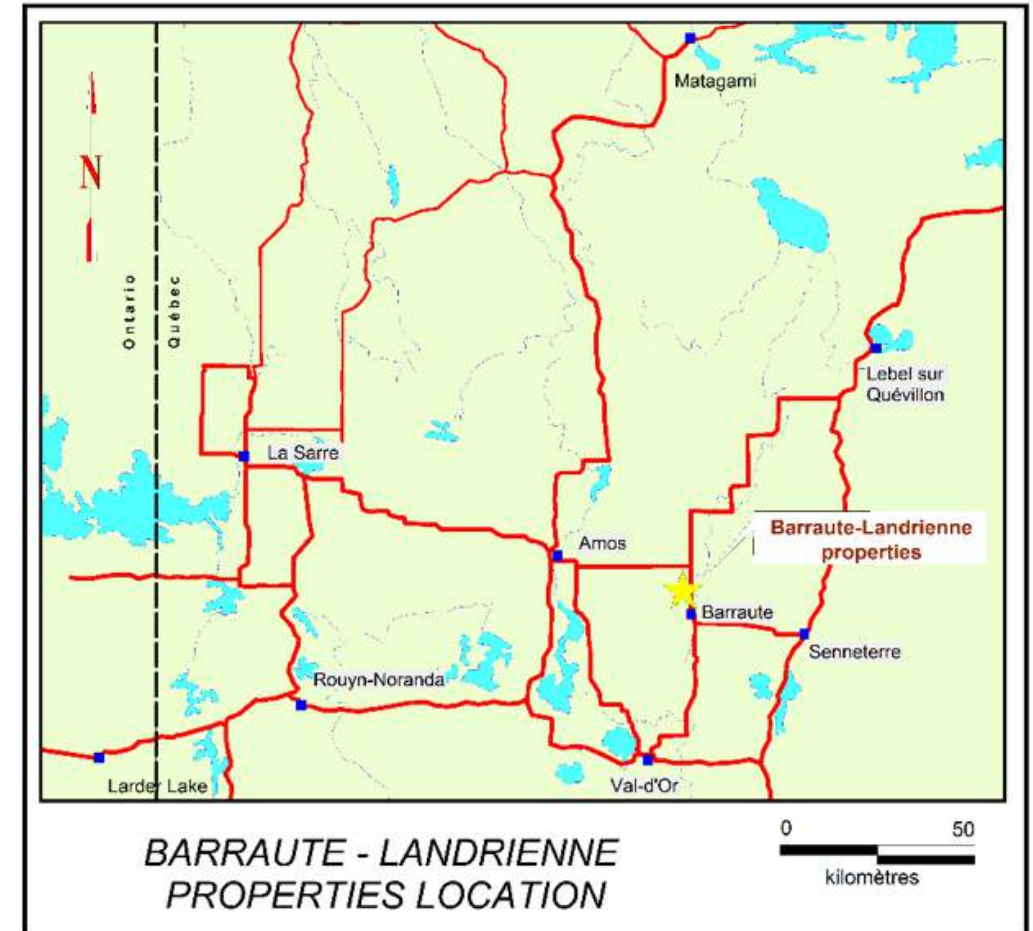 Matagami
N
Ontario
Québec
Lebel sur
Quévillon
La Sarre
Barraute-Landrienne
properties
Amos
Barraute
Senneterre
Rouyn-Noranda
Larder Lake
Val-d'Or
BARRAUTE - LANDRIENNE
PROPERTIES LOCATION
0 50
kilomètres